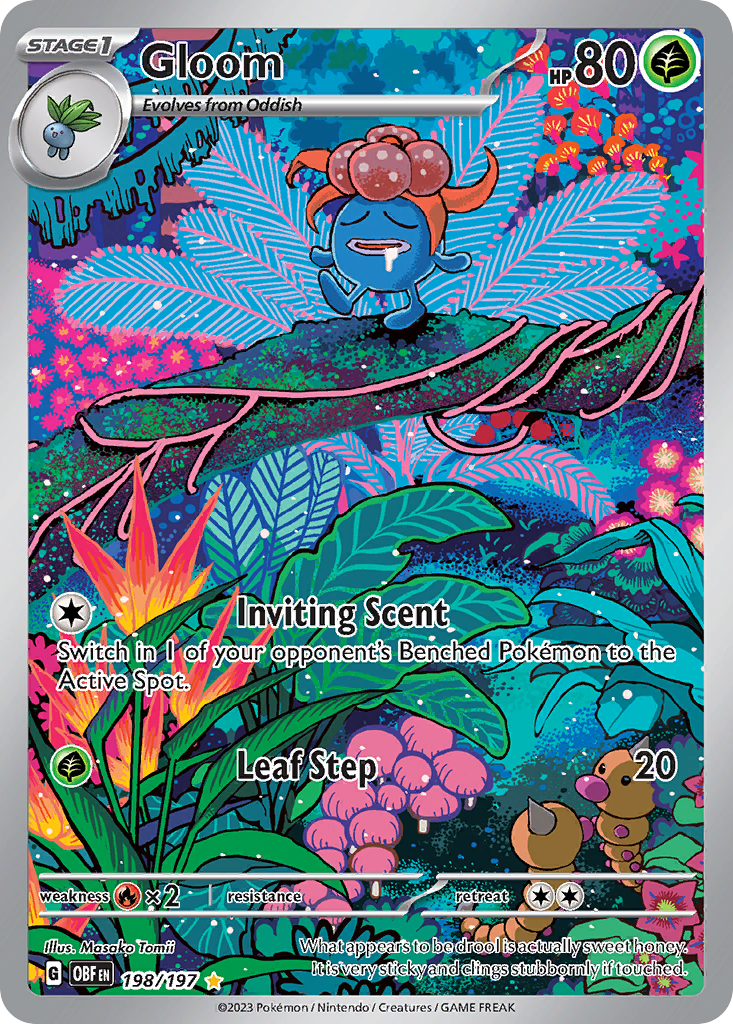 STAGE1
Gloom
HP 80
Evolves from Oddish
Inviting Scent
Switch in 1 of your opponent's Benched Pokémon to the
Active Spot.
Leaf Step 20
weakness ×2 resistance retreat
Illus. Masako Tomii
What appears to be drool is actually sweet honey.
It is very sticky and clings stubbornly if touched.
G OBF EN 198/197
©2023 Pokémon / Nintendo / Creatures / GAME FREAK